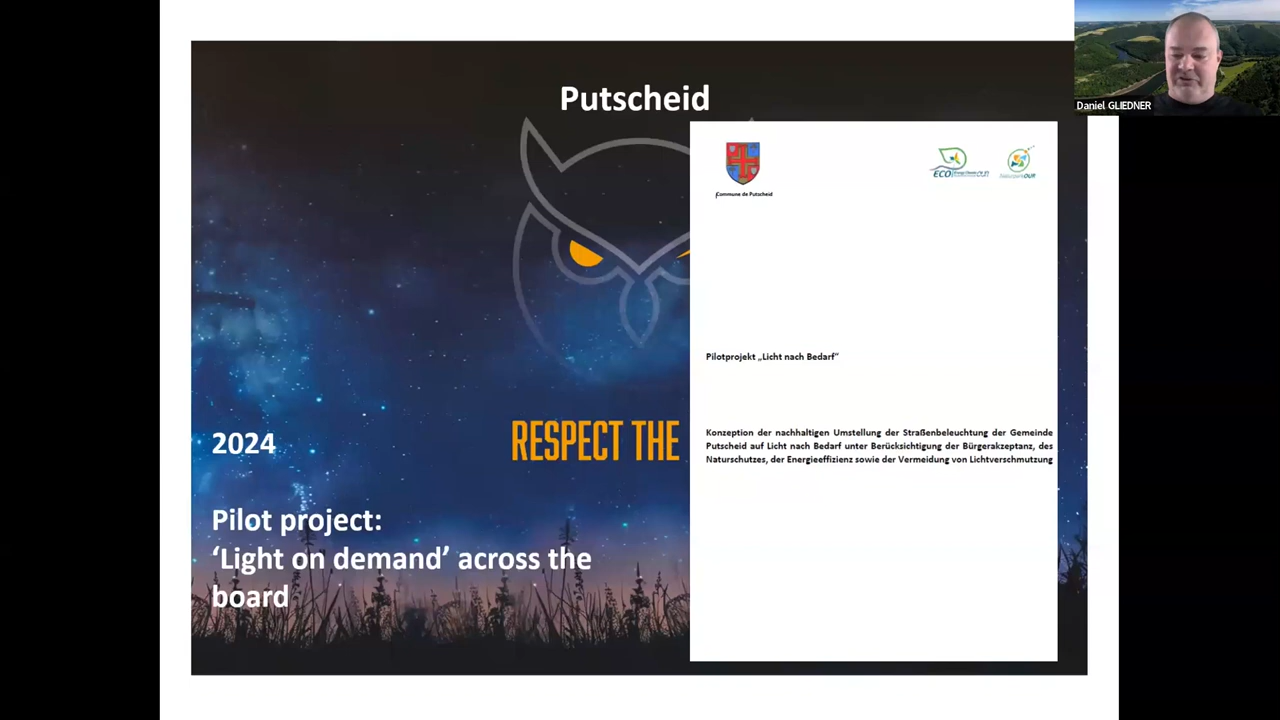 Daniel GLIEDNER
Putscheid
Commune de Putscheid
ECO
NaturparkOUR
Pilotprojekt „Licht nach Bedarf“
Konzeption der nachhaltigen Umstellung der Straßenbeleuchtung der Gemeinde
Putscheid auf Licht nach Bedarf unter Berücksichtigung der Bürgerakzeptanz, des
Naturschutzes, der Energieeffizienz sowie der Vermeidung von Lichtverschmutzung
RESPECT THE
2024
Pilot project:
‘Light on demand’ across the
board